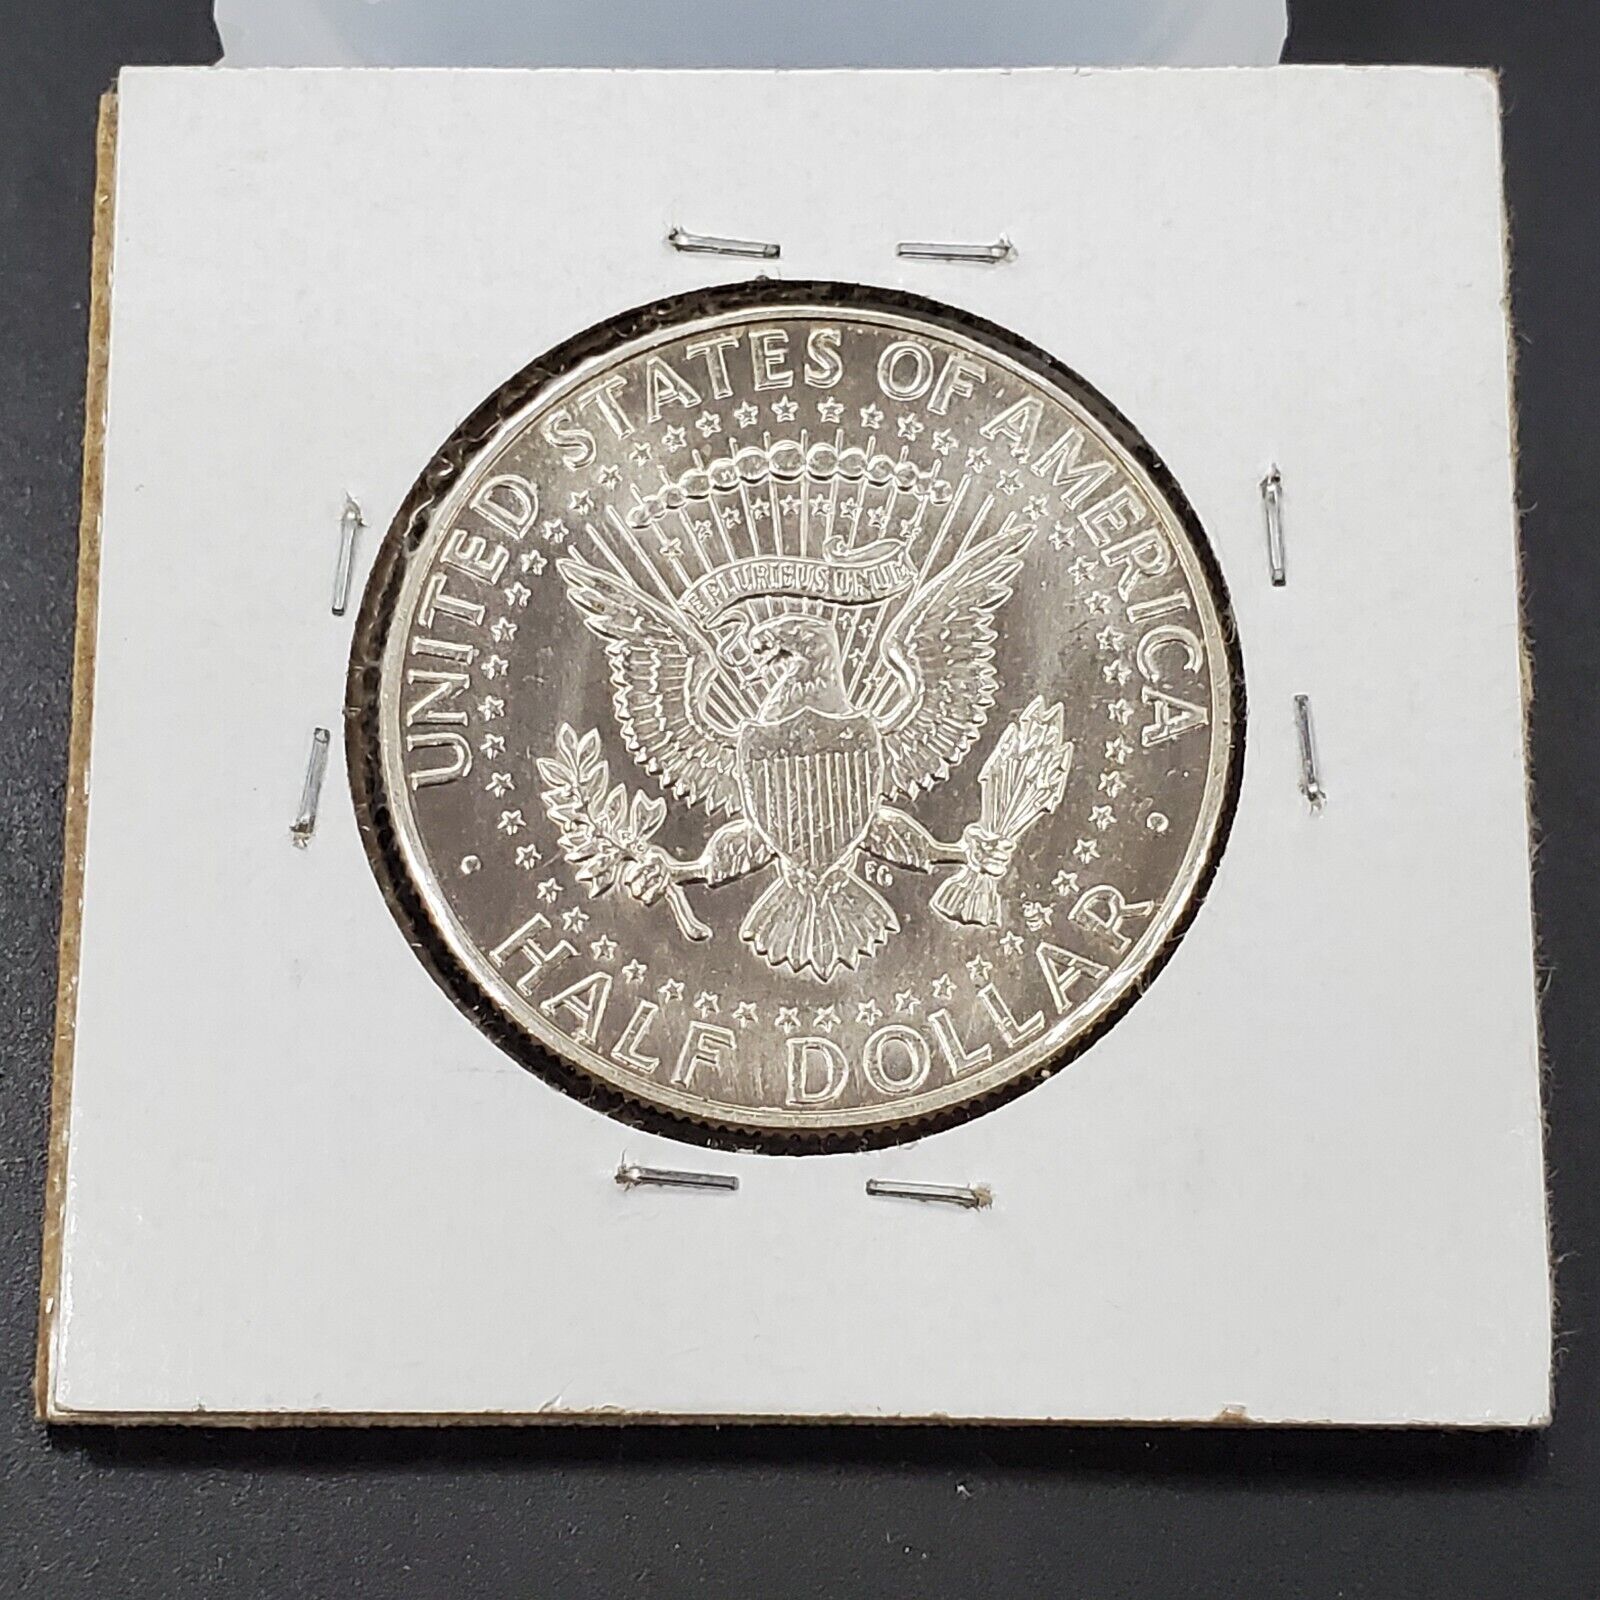 UNITED STATES OF AMERICA
PLURIBUS UNUM
FG
HALF DOLLAR